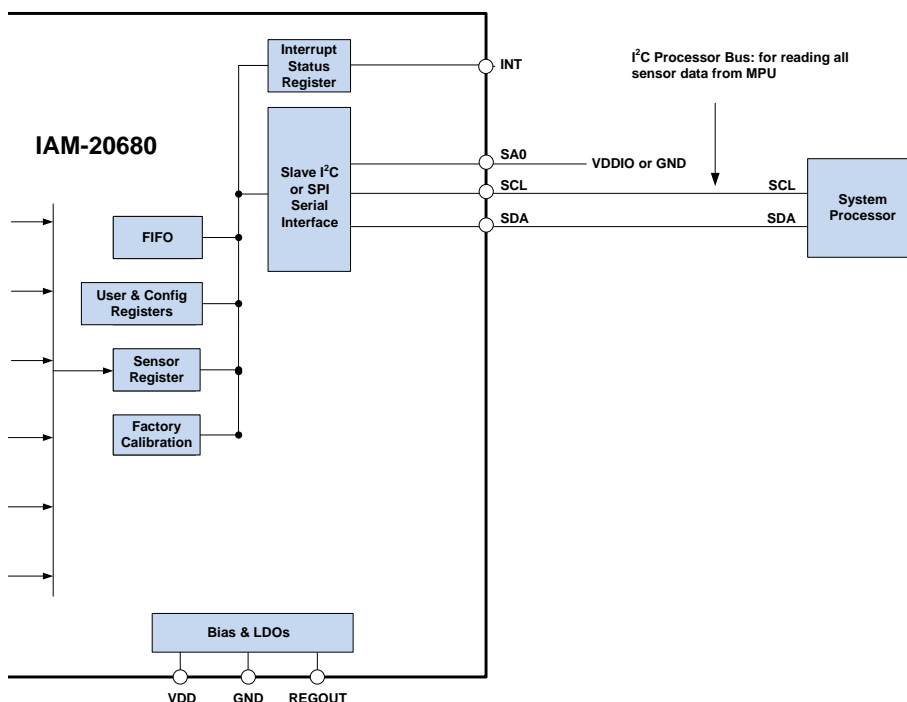 Interrupt
Status
Register
INT
I²C Processor Bus: for reading all
sensor data from MPU
IAM-20680
Slave I²C
or SPI
Serial
Interface
SA0
VDDIO or GND
SCL
SCL
SDA
SDA
System
Processor
FIFO
User & Config
Registers
Sensor
Register
Factory
Calibration
Bias & LDOs
VDD
GND
REGOUT